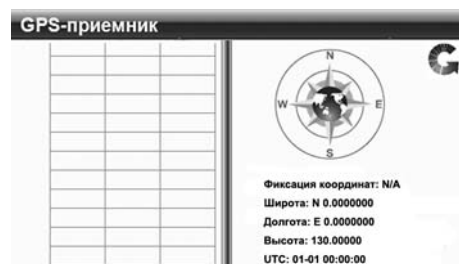 GPS-приемник
N
W
E
S
Фиксация координат: N/A
Широта: N 0.0000000
Долгота: E 0.0000000
Высота: 130.00000
UTC: 01-01 00:00:00